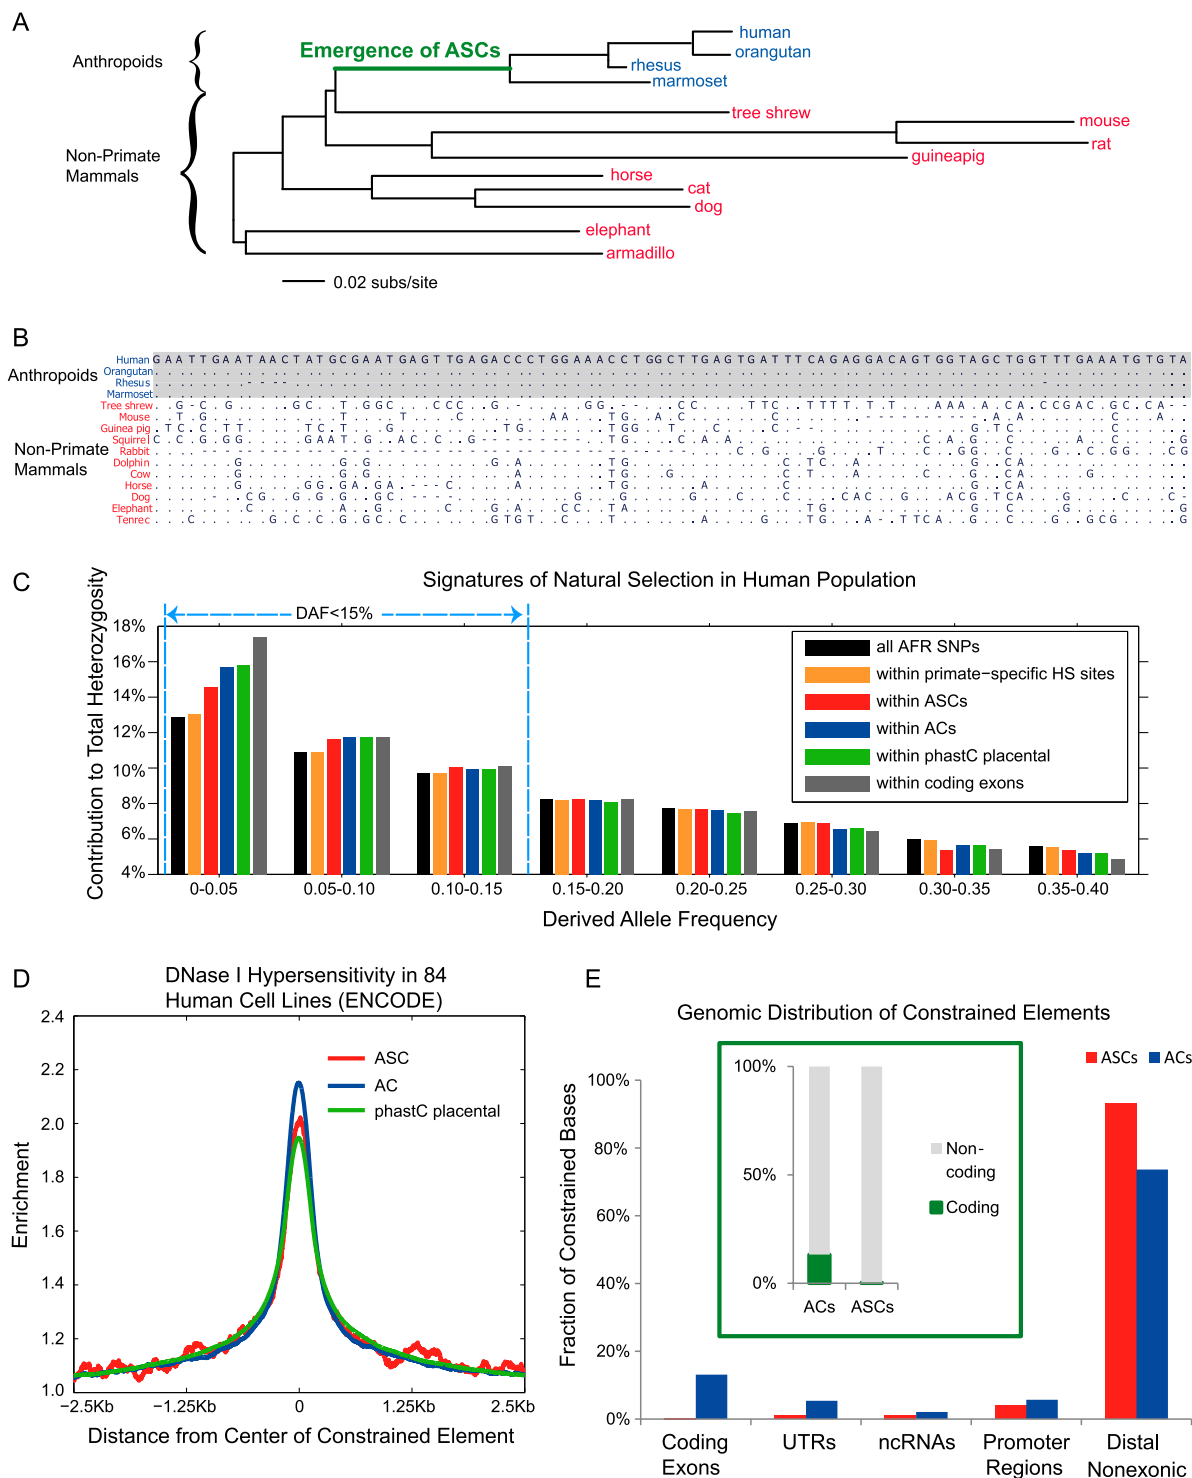 A
Anthropoids
Emergence of ASCs
human
orangutan
rhesus
marmoset
tree shrew
mouse
rat
guineapig
Non-Primate
Mammals
horse
cat
dog
elephant
armadillo
0.02 subs/site
B
Anthropoids
Non-Primate
Mammals
Human GAATTGAATAACTATGCGAATGAGTTGAGACCCTGGAAACCTGGCTTGAGTGATTTCAGAGGACAGTGGTAGCTGGTTTGAAATGTGTA
Orangutan
Rhesus
Marmoset
Tree shrew
Mouse
Guinea pig
Squirrel
Rabbit
Dolphin
Cow
Horse
Dog
Elephant
Tenrec
C
Signatures of Natural Selection in Human Population
DAF<15%
Contribution to Total Heterozygosity
18%
16%
14%
12%
10%
8%
6%
4%
all AFR SNPs
within primate-specific HS sites
within ASCs
within ACs
within phastC placental
within coding exons
0-0.05 0.05-0.10 0.10-0.15 0.15-0.20 0.20-0.25 0.25-0.30 0.30-0.35 0.35-0.40
Derived Allele Frequency
D
DNase I Hypersensitivity in 84
Human Cell Lines (ENCODE)
Enrichment
2.4
2.2
2.0
1.8
1.6
1.4
1.2
1.0
ASC
AC
phastC placental
−2.5Kb −1.25Kb 0 1.25Kb 2.5Kb
Distance from Center of Constrained Element
E
Genomic Distribution of Constrained Elements
ASCs ACs
Fraction of Constrained Bases
100%
80%
60%
40%
20%
0%
100%
50%
0%
Non-
coding
Coding
ACs ASCs
Coding
Exons
UTRs
ncRNAs
Promoter
Regions
Distal
Nonexonic